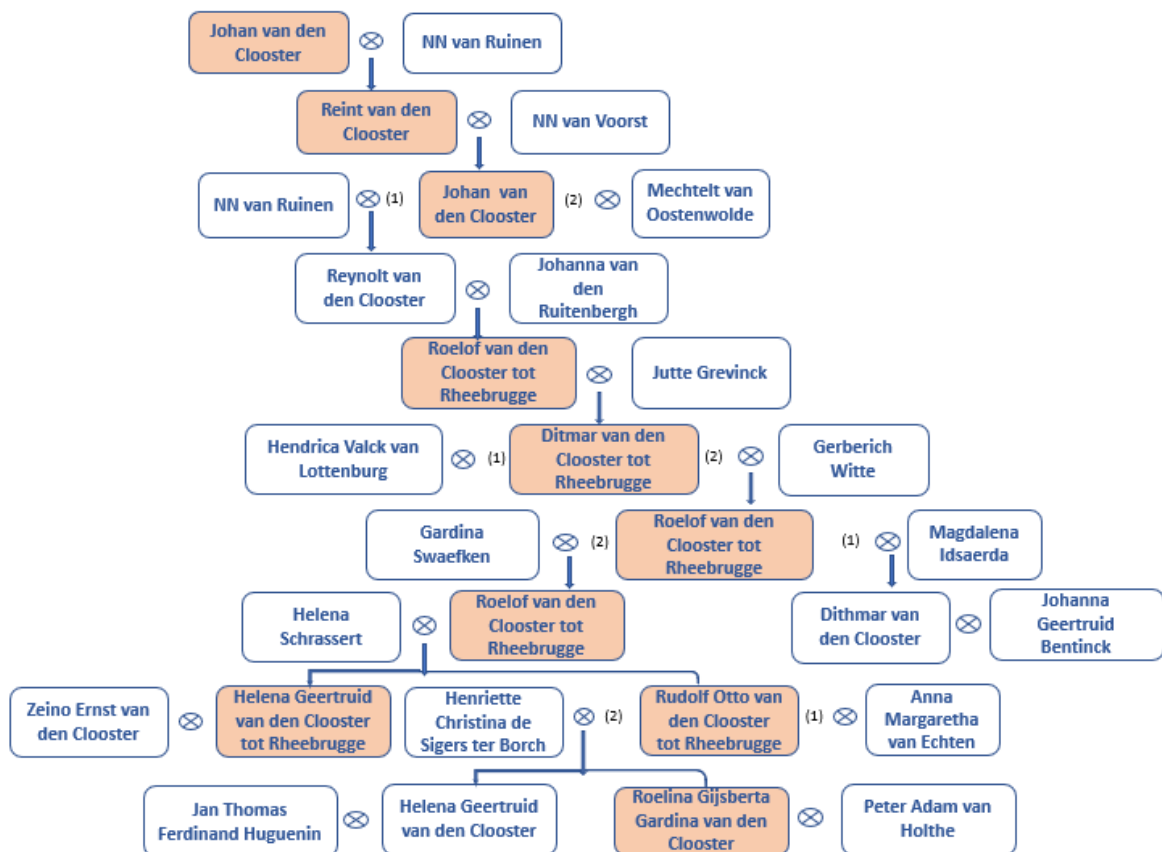 Johan van den
Clooster
NN van Ruinen
Reint van den
Clooster
NN van Voorst
NN van Ruinen
(1)
Johan van
den Clooster
(2)
Mechtelt van
Oostenwolde
Reynolt van
den Clooster
Johanna van
den
Ruitenbergh
Roelof van den
Clooster tot
Rheebrugge
Jutte Grevinck
Hendrica Valck van
Lottenburg
(1)
Ditmar van den
Clooster tot
Rheebrugge
(2)
Gerberich
Witte
Gardina
Swaefken
(2)
Roelof van den
Clooster tot
Rheebrugge
(1)
Magdalena
Idsaerda
Helena
Schrassert
Roelof van den
Clooster tot
Rheebrugge
Dithmar van
den Clooster
Johanna
Geertruid
Bentinck
Zeino Ernst van
den Clooster
Helena Geertruid
van den Clooster
tot Rheebrugge
Henriette
Christina de
Sigers ter Borch
(2)
Rudolf Otto van
den Clooster
tot Rheebrugge
(1)
Anna
Margaretha
van Echten
Jan Thomas
Ferdinand Huguenin
Helena Geertruid
van den Clooster
Roelina Gijsberta
Gardina van den
Clooster
Peter Adam van
Holthe